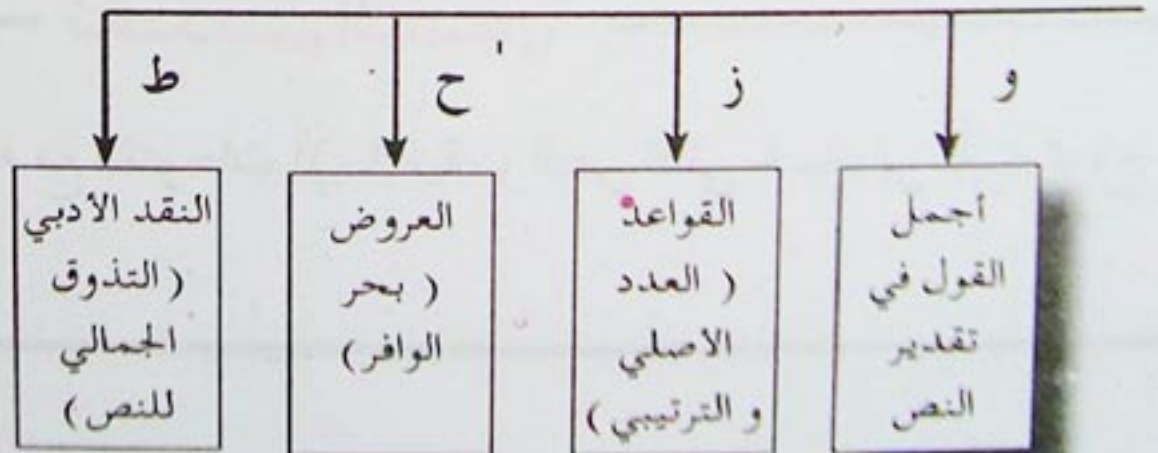 و
أجمل
القول في
تقدير
النص
ز
القواعد
( العدد
الاصلي
و الترتيبي )
ح
العروض
( بحر
الوافر)
ط
النقد الأدبي
( التذوق
الجمالي
للنص )